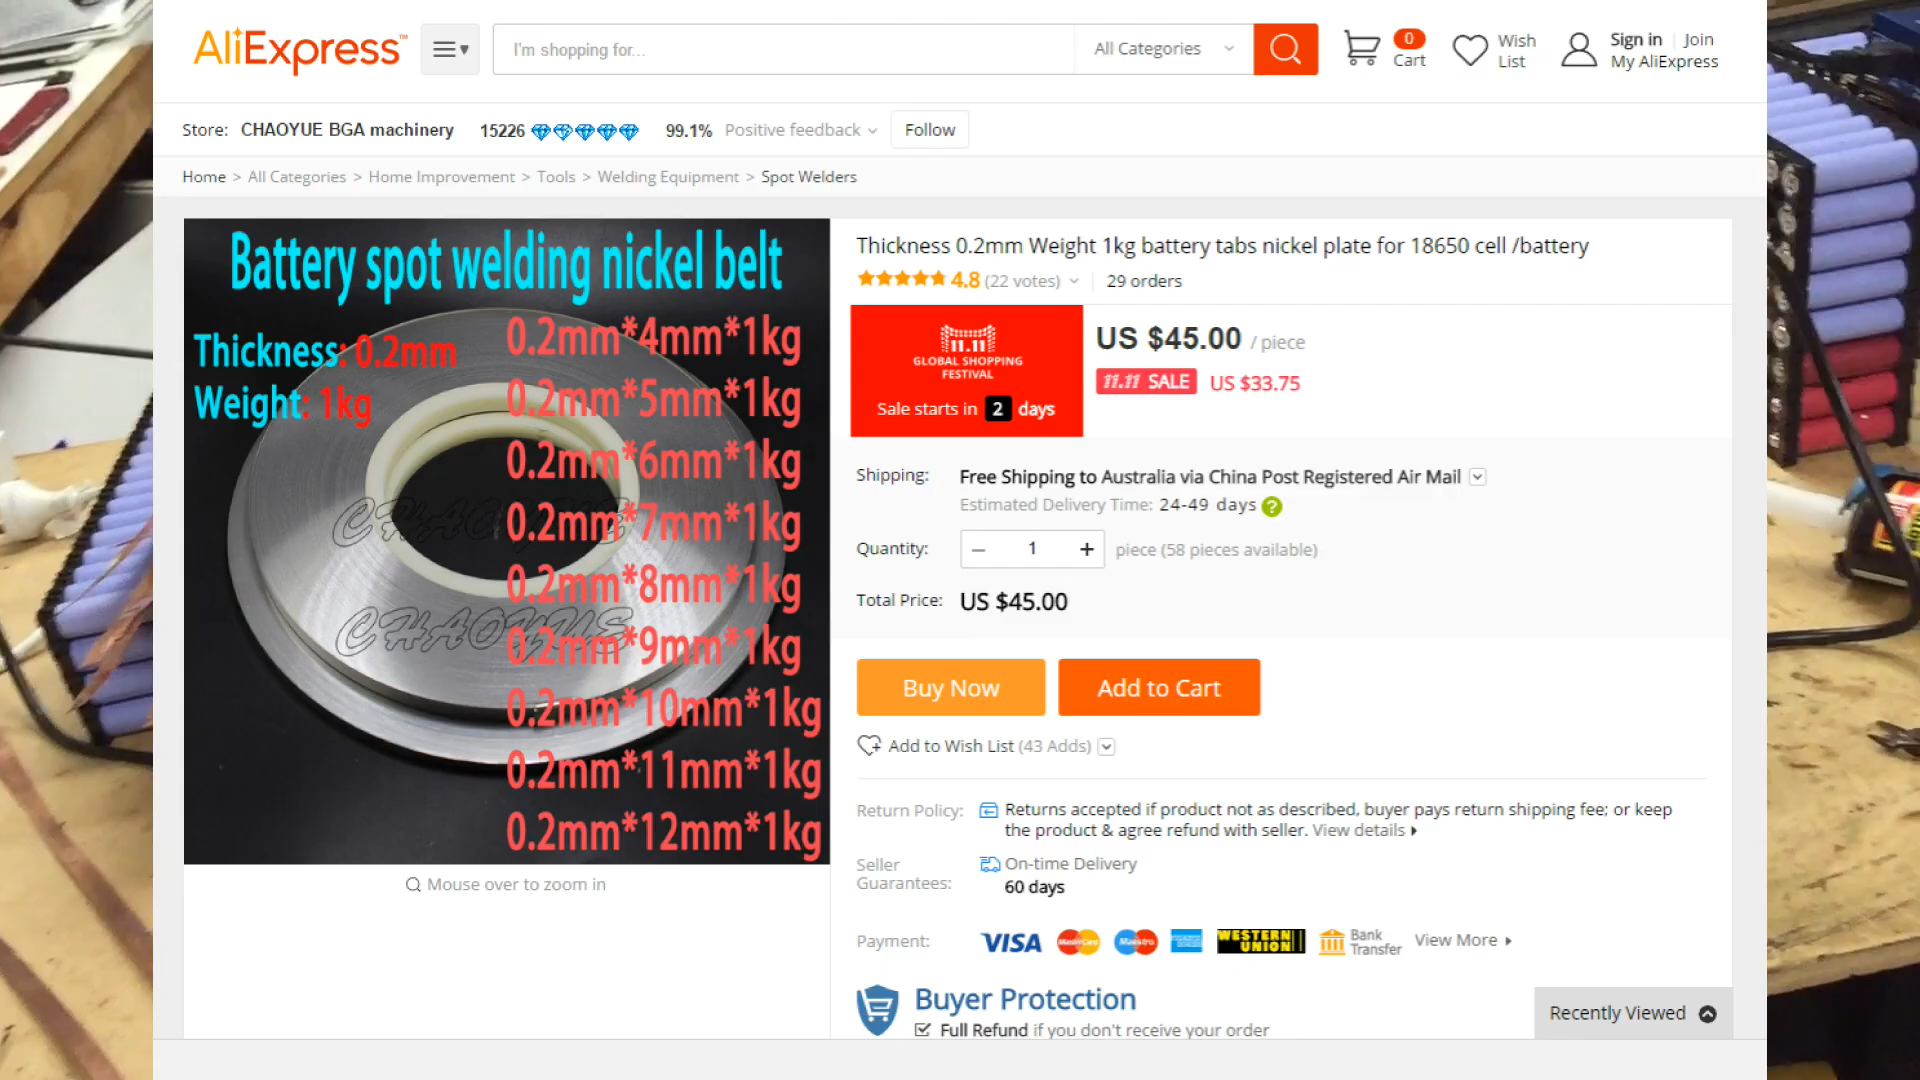 AliExpress™
I'm shopping for...
All Categories
0
Cart
Wish
List
Sign in
Join
My AliExpress
Store: CHAOYUE BGA machinery 15226 99.1% Positive feedback Follow
Home > All Categories > Home Improvement > Tools > Welding Equipment > Spot Welders
Battery spot welding nickel belt
Thickness: 0.2mm
Weight: 1kg
0.2mm*4mm*1kg
0.2mm*5mm*1kg
0.2mm*6mm*1kg
0.2mm*7mm*1kg
0.2mm*8mm*1kg
0.2mm*9mm*1kg
0.2mm*10mm*1kg
0.2mm*11mm*1kg
0.2mm*12mm*1kg
CHAOYUE
CHAOYUE
Mouse over to zoom in
Thickness 0.2mm Weight 1kg battery tabs nickel plate for 18650 cell /battery
4.8 (22 votes) 29 orders
11.11
GLOBAL SHOPPING
FESTIVAL
Sale starts in 2 days
US $45.00 / piece
11.11 SALE US $33.75
Shipping: Free Shipping to Australia via China Post Registered Air Mail
Estimated Delivery Time: 24-49 days ?
Quantity: − 1 + piece (58 pieces available)
Total Price: US $45.00
Buy Now
Add to Cart
Add to Wish List (43 Adds)
Return Policy: Returns accepted if product not as described, buyer pays return shipping fee; or keep
the product & agree refund with seller. View details
Seller
Guarantees:
On-time Delivery
60 days
Payment:
VISA
MasterCard
Maestro
WESTERN
UNION
Bank
Transfer
View More
Buyer Protection
Full Refund if you don't receive your order
Recently Viewed